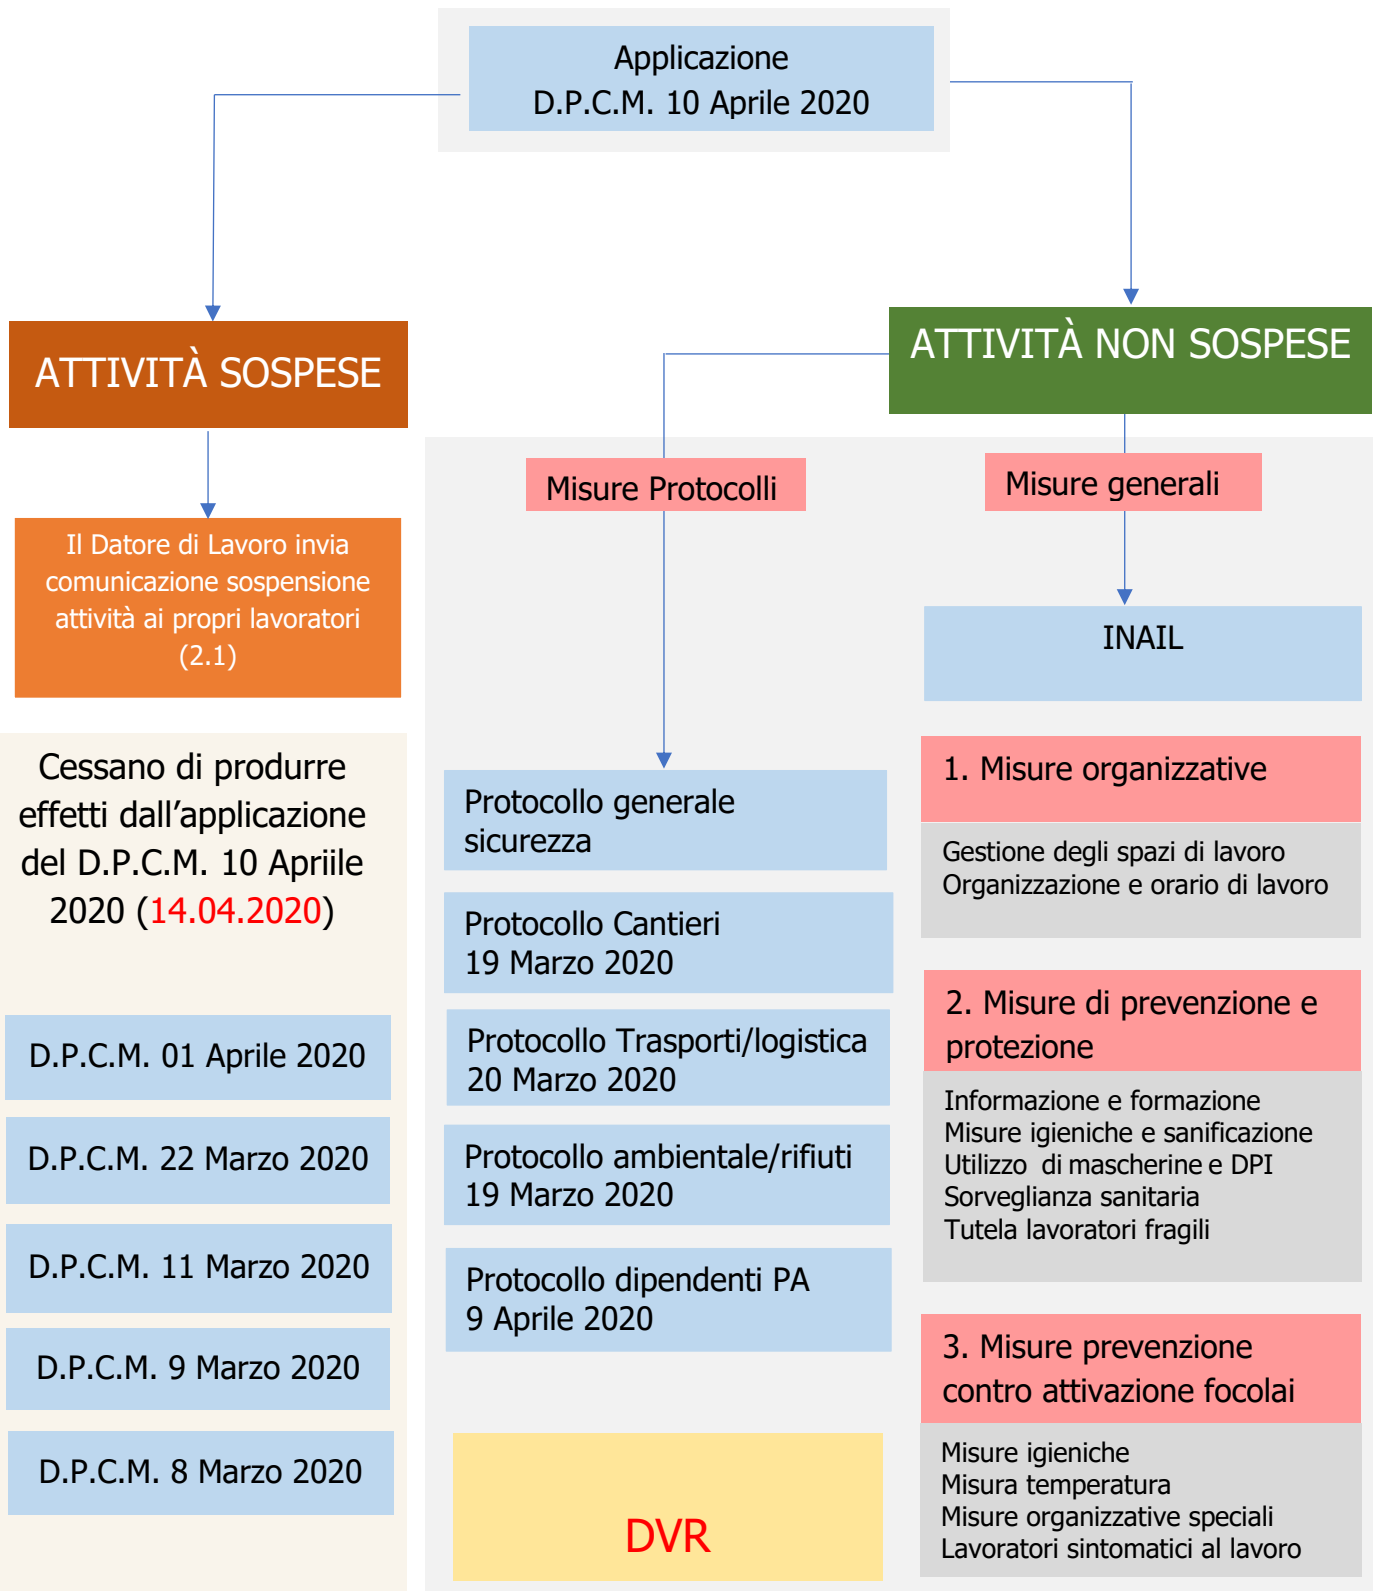 Applicazione
D.P.C.M. 10 Aprile 2020
ATTIVITÀ SOSPESE
Il Datore di Lavoro invia
comunicazione sospensione
attività ai propri lavoratori
(2.1)
Cessano di produrre
effetti dall’applicazione
del D.P.C.M. 10 Apriile
2020 (14.04.2020)
D.P.C.M. 01 Aprile 2020
D.P.C.M. 22 Marzo 2020
D.P.C.M. 11 Marzo 2020
D.P.C.M. 9 Marzo 2020
D.P.C.M. 8 Marzo 2020
ATTIVITÀ NON SOSPESE
Misure Protocolli
Protocollo generale
sicurezza
Protocollo Cantieri
19 Marzo 2020
Protocollo Trasporti/logistica
20 Marzo 2020
Protocollo ambientale/rifiuti
19 Marzo 2020
Protocollo dipendenti PA
9 Aprile 2020
DVR
Misure generali
INAIL
1. Misure organizzative
Gestione degli spazi di lavoro
Organizzazione e orario di lavoro
2. Misure di prevenzione e
protezione
Informazione e formazione
Misure igieniche e sanificazione
Utilizzo di mascherine e DPI
Sorveglianza sanitaria
Tutela lavoratori fragili
3. Misure prevenzione
contro attivazione focolai
Misure igieniche
Misura temperatura
Misure organizzative speciali
Lavoratori sintomatici al lavoro